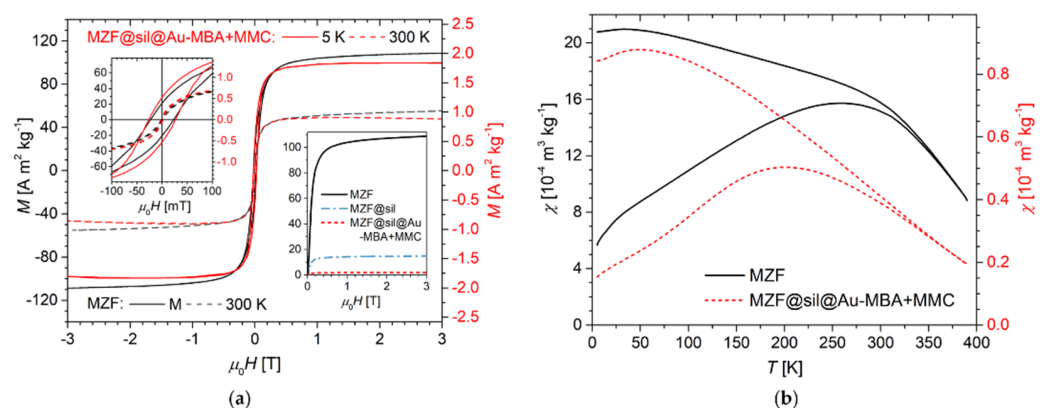 MZF@sil@Au-MBA+MMC: 5 K 300 K
120
80
40
0
-40
-80
-120
M [A m² kg⁻¹]
2.5
2.0
1.5
1.0
0.5
0.0
-0.5
-1.0
-1.5
-2.0
-2.5
M [A m² kg⁻¹]
60
40
20
0
-20
-40
-60
1.0
0.5
0.0
-0.5
-1.0
-100 -50 0 50 100
μ₀H [mT]
100
80
60
40
20
0
MZF
MZF@sil
MZF@sil@Au
-MBA+MMC
0 1 2 3
μ₀H [T]
MZF: M 300 K
-3 -2 -1 0 1 2 3
μ₀H [T]
(a)
21
18
16
12
8
4
0
χ [10⁻⁴ m³ kg⁻¹]
0.8
0.6
0.4
0.2
0.0
χ [10⁻⁴ m³ kg⁻¹]
MZF
MZF@sil@Au-MBA+MMC
0 50 100 150 200 250 300 350 400
T [K]
(b)